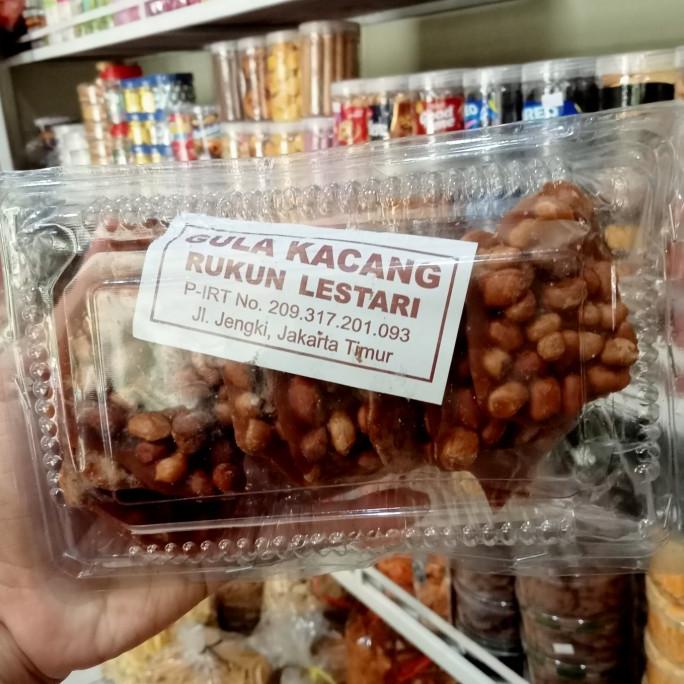 GULA KACANG
RUKUN LESTARI
P-IRT No. 209.317.201.093
Jl. Jengki, Jakarta Timur